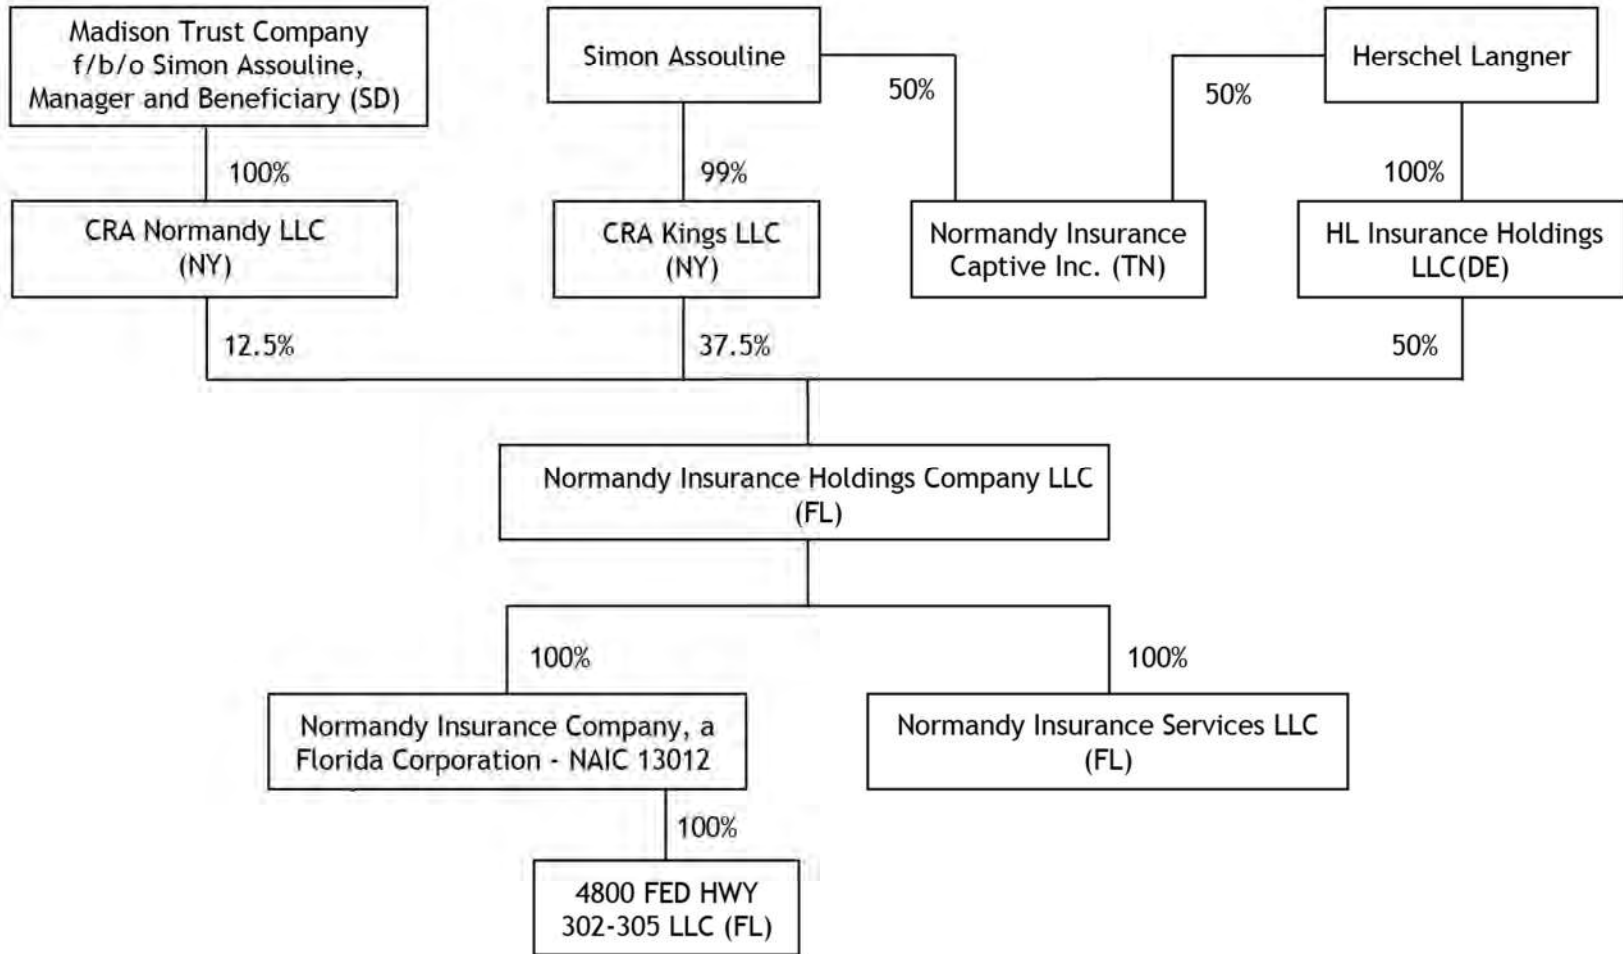 Madison Trust Company
f/b/o Simon Assouline,
Manager and Beneficiary (SD)
Simon Assouline
Herschel Langner
50%
50%
100%
99%
100%
CRA Normandy LLC
(NY)
CRA Kings LLC
(NY)
Normandy Insurance
Captive Inc. (TN)
HL Insurance Holdings
LLC(DE)
12.5%
37.5%
50%
Normandy Insurance Holdings Company LLC
(FL)
100%
100%
Normandy Insurance Company, a
Florida Corporation - NAIC 13012
Normandy Insurance Services LLC
(FL)
100%
4800 FED HWY
302-305 LLC (FL)